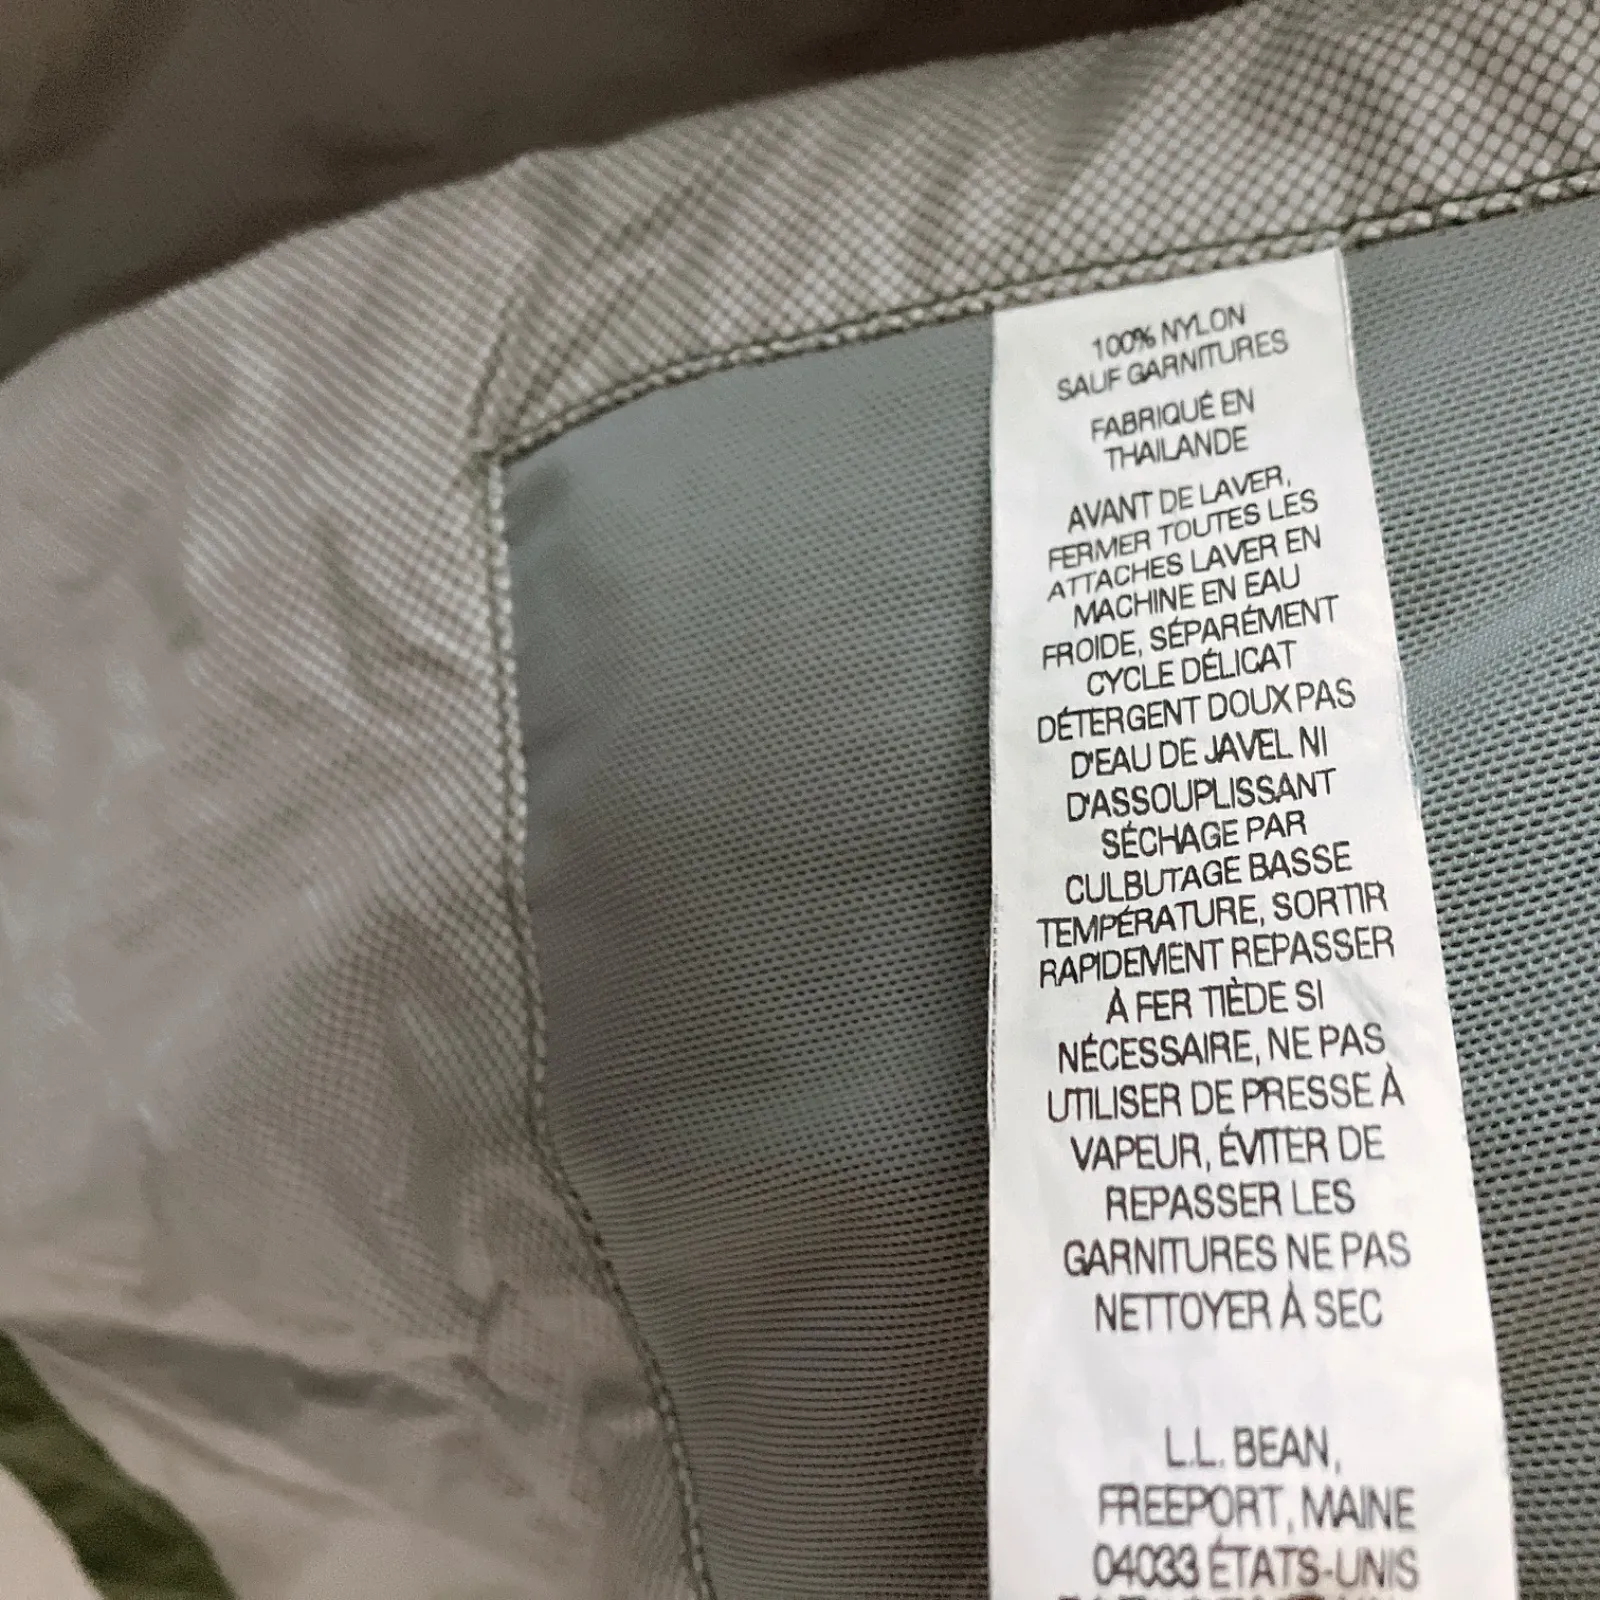 100% NYLON
SAUF GARNITURES
FABRIQUÉ EN
THAILANDE
AVANT DE LAVER,
FERMER TOUTES LES
ATTACHES LAVER EN
MACHINE EN EAU
FROIDE, SÉPARÉMENT
CYCLE DÉLICAT
DÉTERGENT DOUX PAS
D'EAU DE JAVEL NI
D'ASSOUPLISSANT
SÉCHAGE PAR
CULBUTAGE BASSE
TEMPÉRATURE, SORTIR
RAPIDEMENT REPASSER
À FER TIÈDE SI
NÉCESSAIRE, NE PAS
UTILISER DE PRESSE À
VAPEUR, ÉVITER DE
REPASSER LES
GARNITURES NE PAS
NETTOYER À SEC
L.L. BEAN,
FREEPORT, MAINE
04033 ÉTATS-UNIS